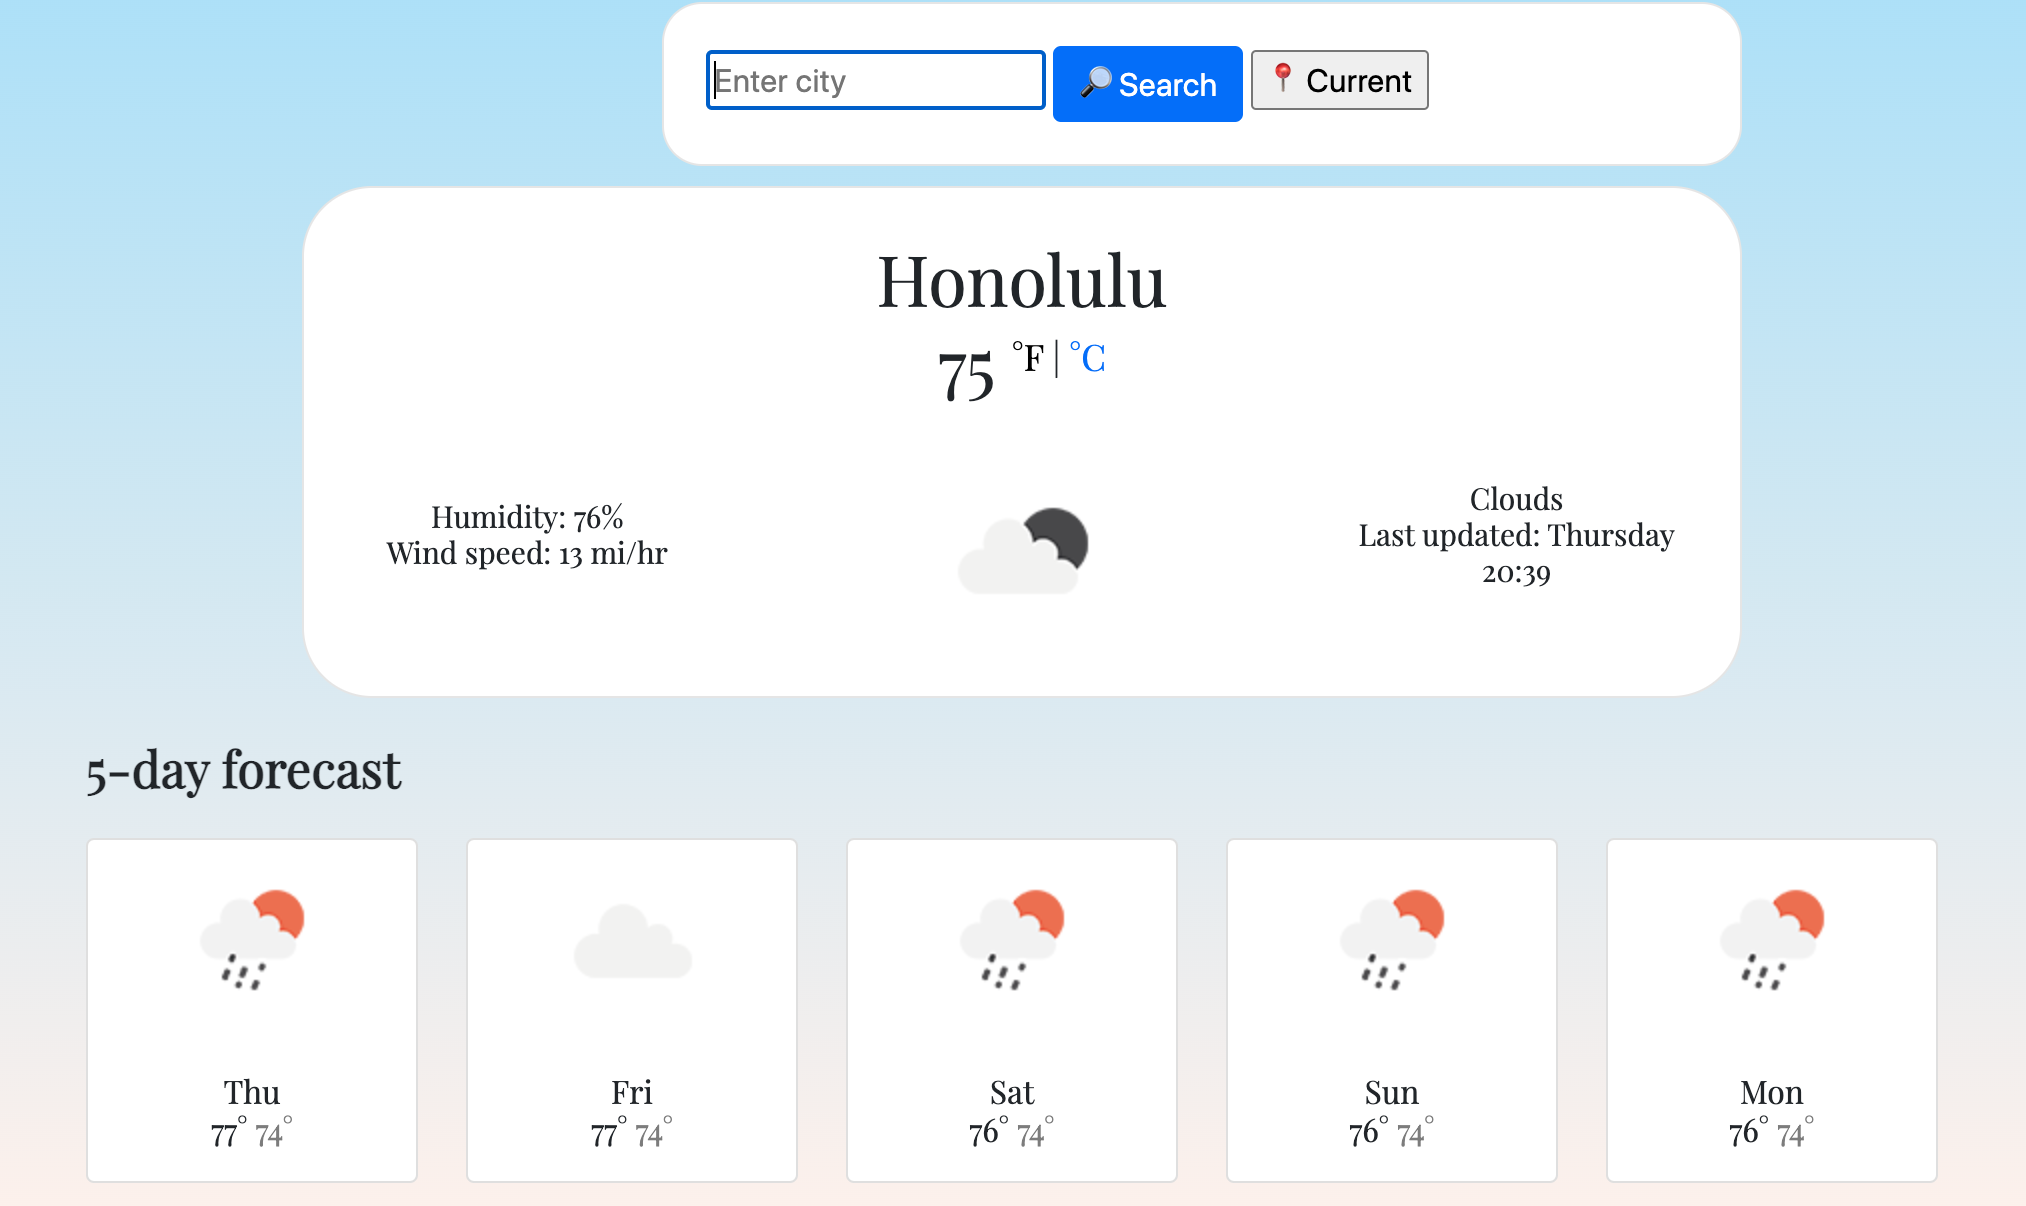 Enter city Search Current
Honolulu
75 °F | °C
Humidity: 76%
Wind speed: 13 mi/hr
Clouds
Last updated: Thursday
20:39
5-day forecast
Thu
77° 74°
Fri
77° 74°
Sat
76° 74°
Sun
76° 74°
Mon
76° 74°